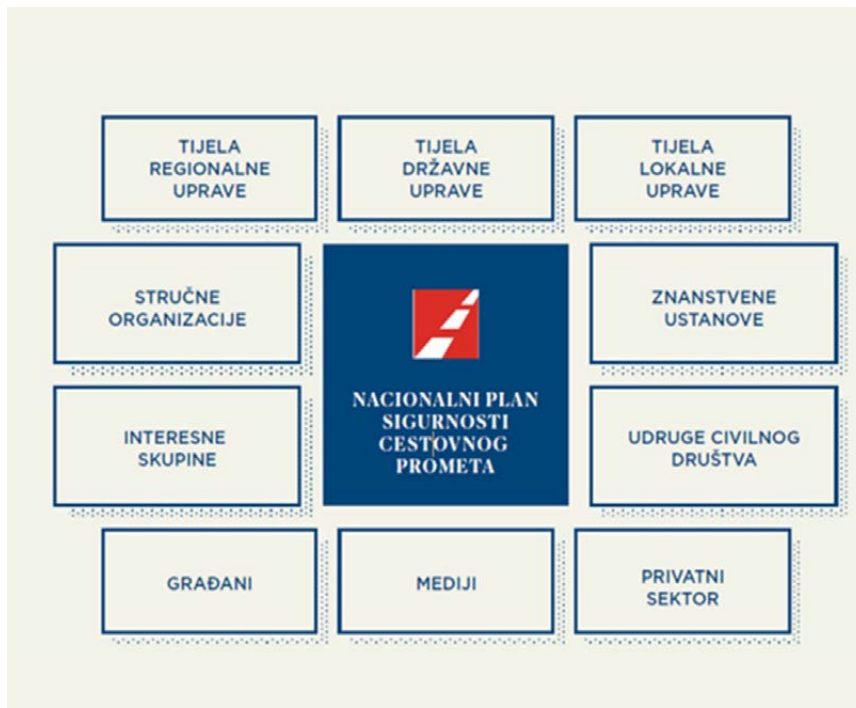 TIJELA
REGIONALNE
UPRAVE
TIJELA
DRŽAVNE
UPRAVE
TIJELA
LOKALNE
UPRAVE
STRUČNE
ORGANIZACIJE
ZNANSTVENE
USTANOVE
NACIONALNI PLAN
SIGURNOSTI
CESTOVNOG
PROMETA
INTERESNE
SKUPINE
UDRUGE CIVILNOG
DRUŠTVA
GRAĐANI
MEDIJI
PRIVATNI
SEKTOR